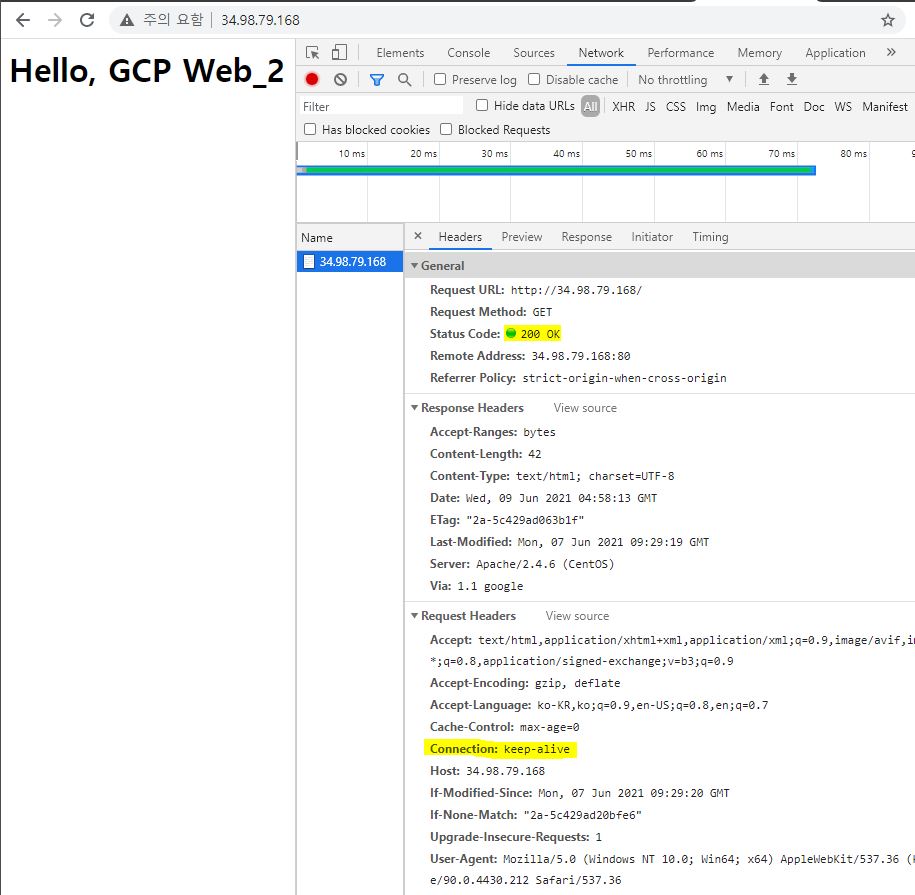 주의 요함 34.98.79.168
Hello, GCP Web_2
Elements Console Sources Network Performance Memory Application »
Preserve log Disable cache No throttling
Filter Hide data URLs All XHR JS CSS Img Media Font Doc WS Manifest
Has blocked cookies Blocked Requests
10 ms 20 ms 30 ms 40 ms 50 ms 60 ms 70 ms 80 ms 9
Name × Headers Preview Response Initiator Timing
34.98.79.168
General
Request URL: http://34.98.79.168/
Request Method: GET
Status Code: 200 OK
Remote Address: 34.98.79.168:80
Referrer Policy: strict-origin-when-cross-origin
Response Headers View source
Accept-Ranges: bytes
Content-Length: 42
Content-Type: text/html; charset=UTF-8
Date: Wed, 09 Jun 2021 04:58:13 GMT
ETag: "2a-5c429ad063b1f"
Last-Modified: Mon, 07 Jun 2021 09:29:19 GMT
Server: Apache/2.4.6 (CentOS)
Via: 1.1 google
Request Headers View source
Accept: text/html,application/xhtml+xml,application/xml;q=0.9,image/avif,i
*;q=0.8,application/signed-exchange;v=b3;q=0.9
Accept-Encoding: gzip, deflate
Accept-Language: ko-KR,ko;q=0.9,en-US;q=0.8,en;q=0.7
Cache-Control: max-age=0
Connection: keep-alive
Host: 34.98.79.168
If-Modified-Since: Mon, 07 Jun 2021 09:29:20 GMT
If-None-Match: "2a-5c429ad20bfe6"
Upgrade-Insecure-Requests: 1
User-Agent: Mozilla/5.0 (Windows NT 10.0; Win64; x64) AppleWebKit/537.36 (
e/90.0.4430.212 Safari/537.36